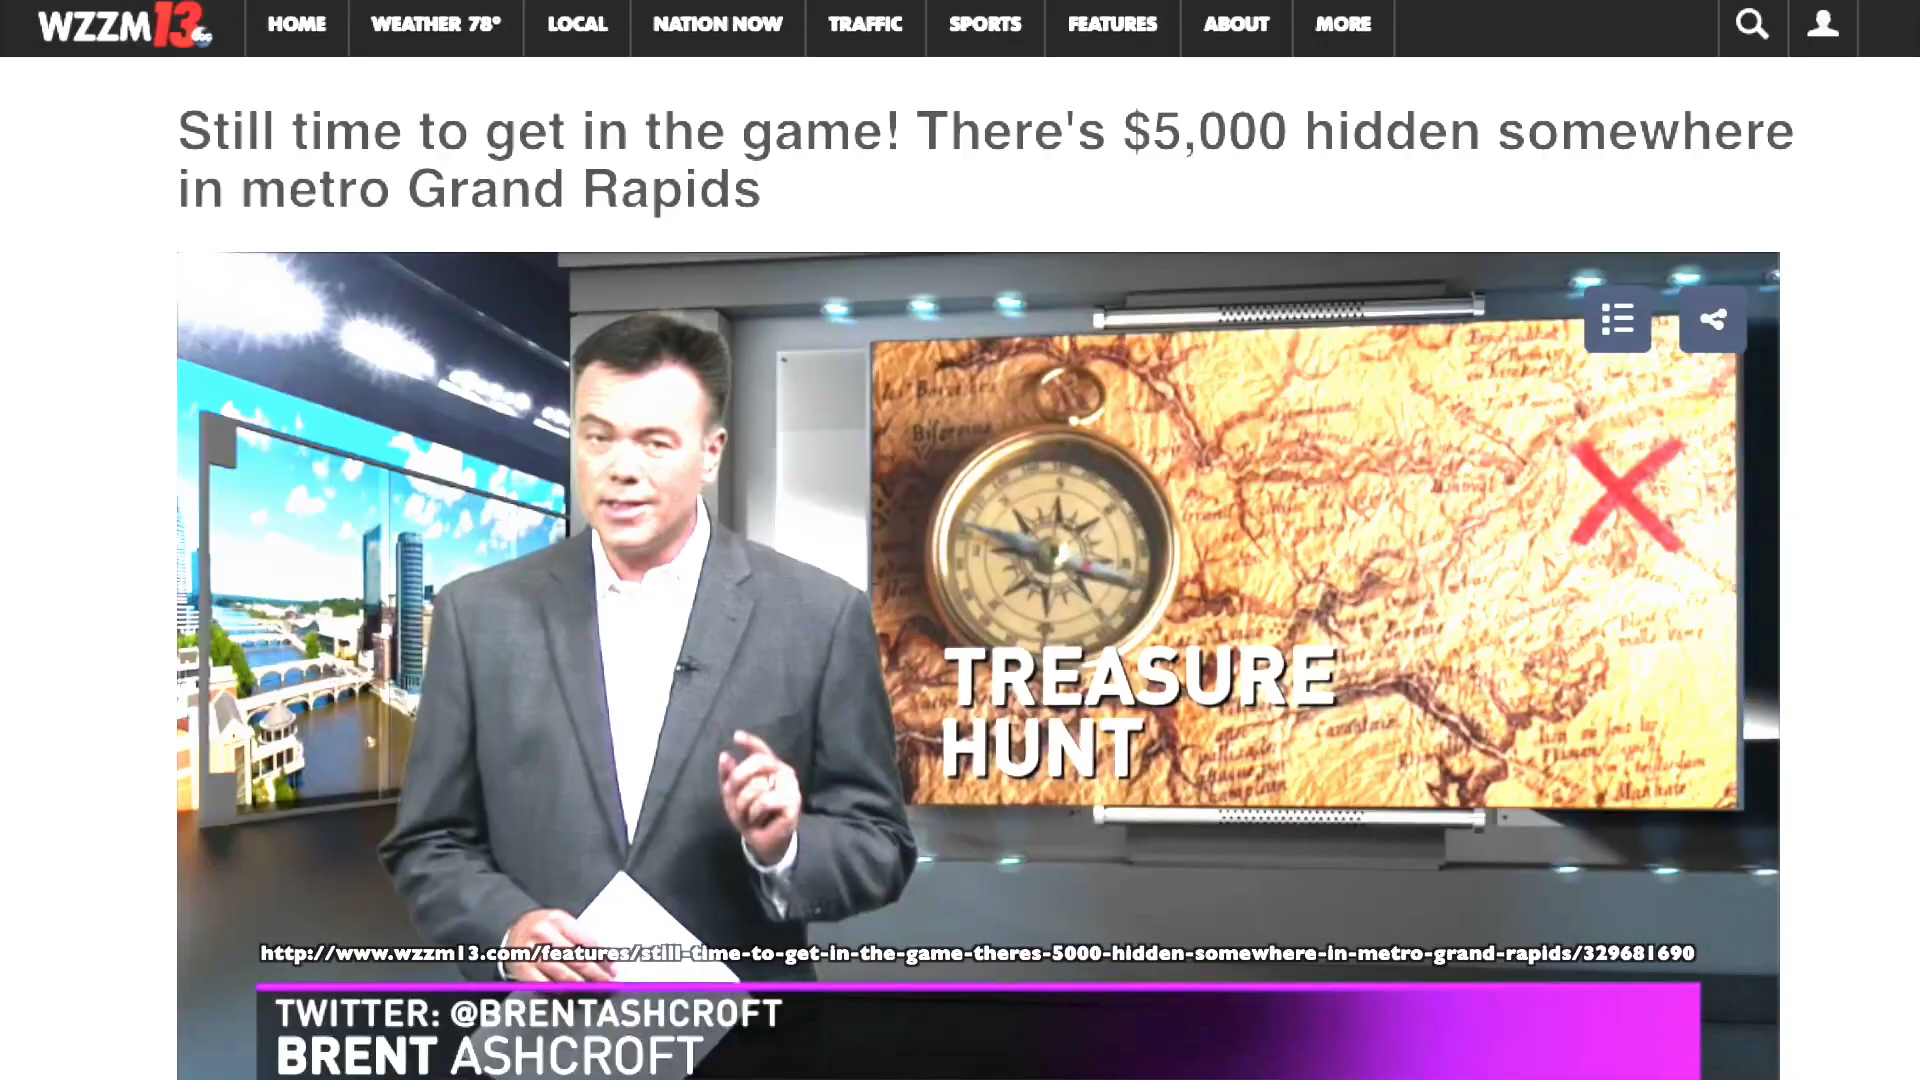 WZZM13 abc
HOME
WEATHER 78°
LOCAL
NATION NOW
TRAFFIC
SPORTS
FEATURES
ABOUT
MORE
Still time to get in the game! There's $5,000 hidden somewhere
in metro Grand Rapids
TREASURE
HUNT
http://www.wzzm13.com/features/still-time-to-get-in-the-game-theres-5000-hidden-somewhere-in-metro-grand-rapids/329681690
TWITTER: @BRENTASHCROFT
BRENT ASHCROFT